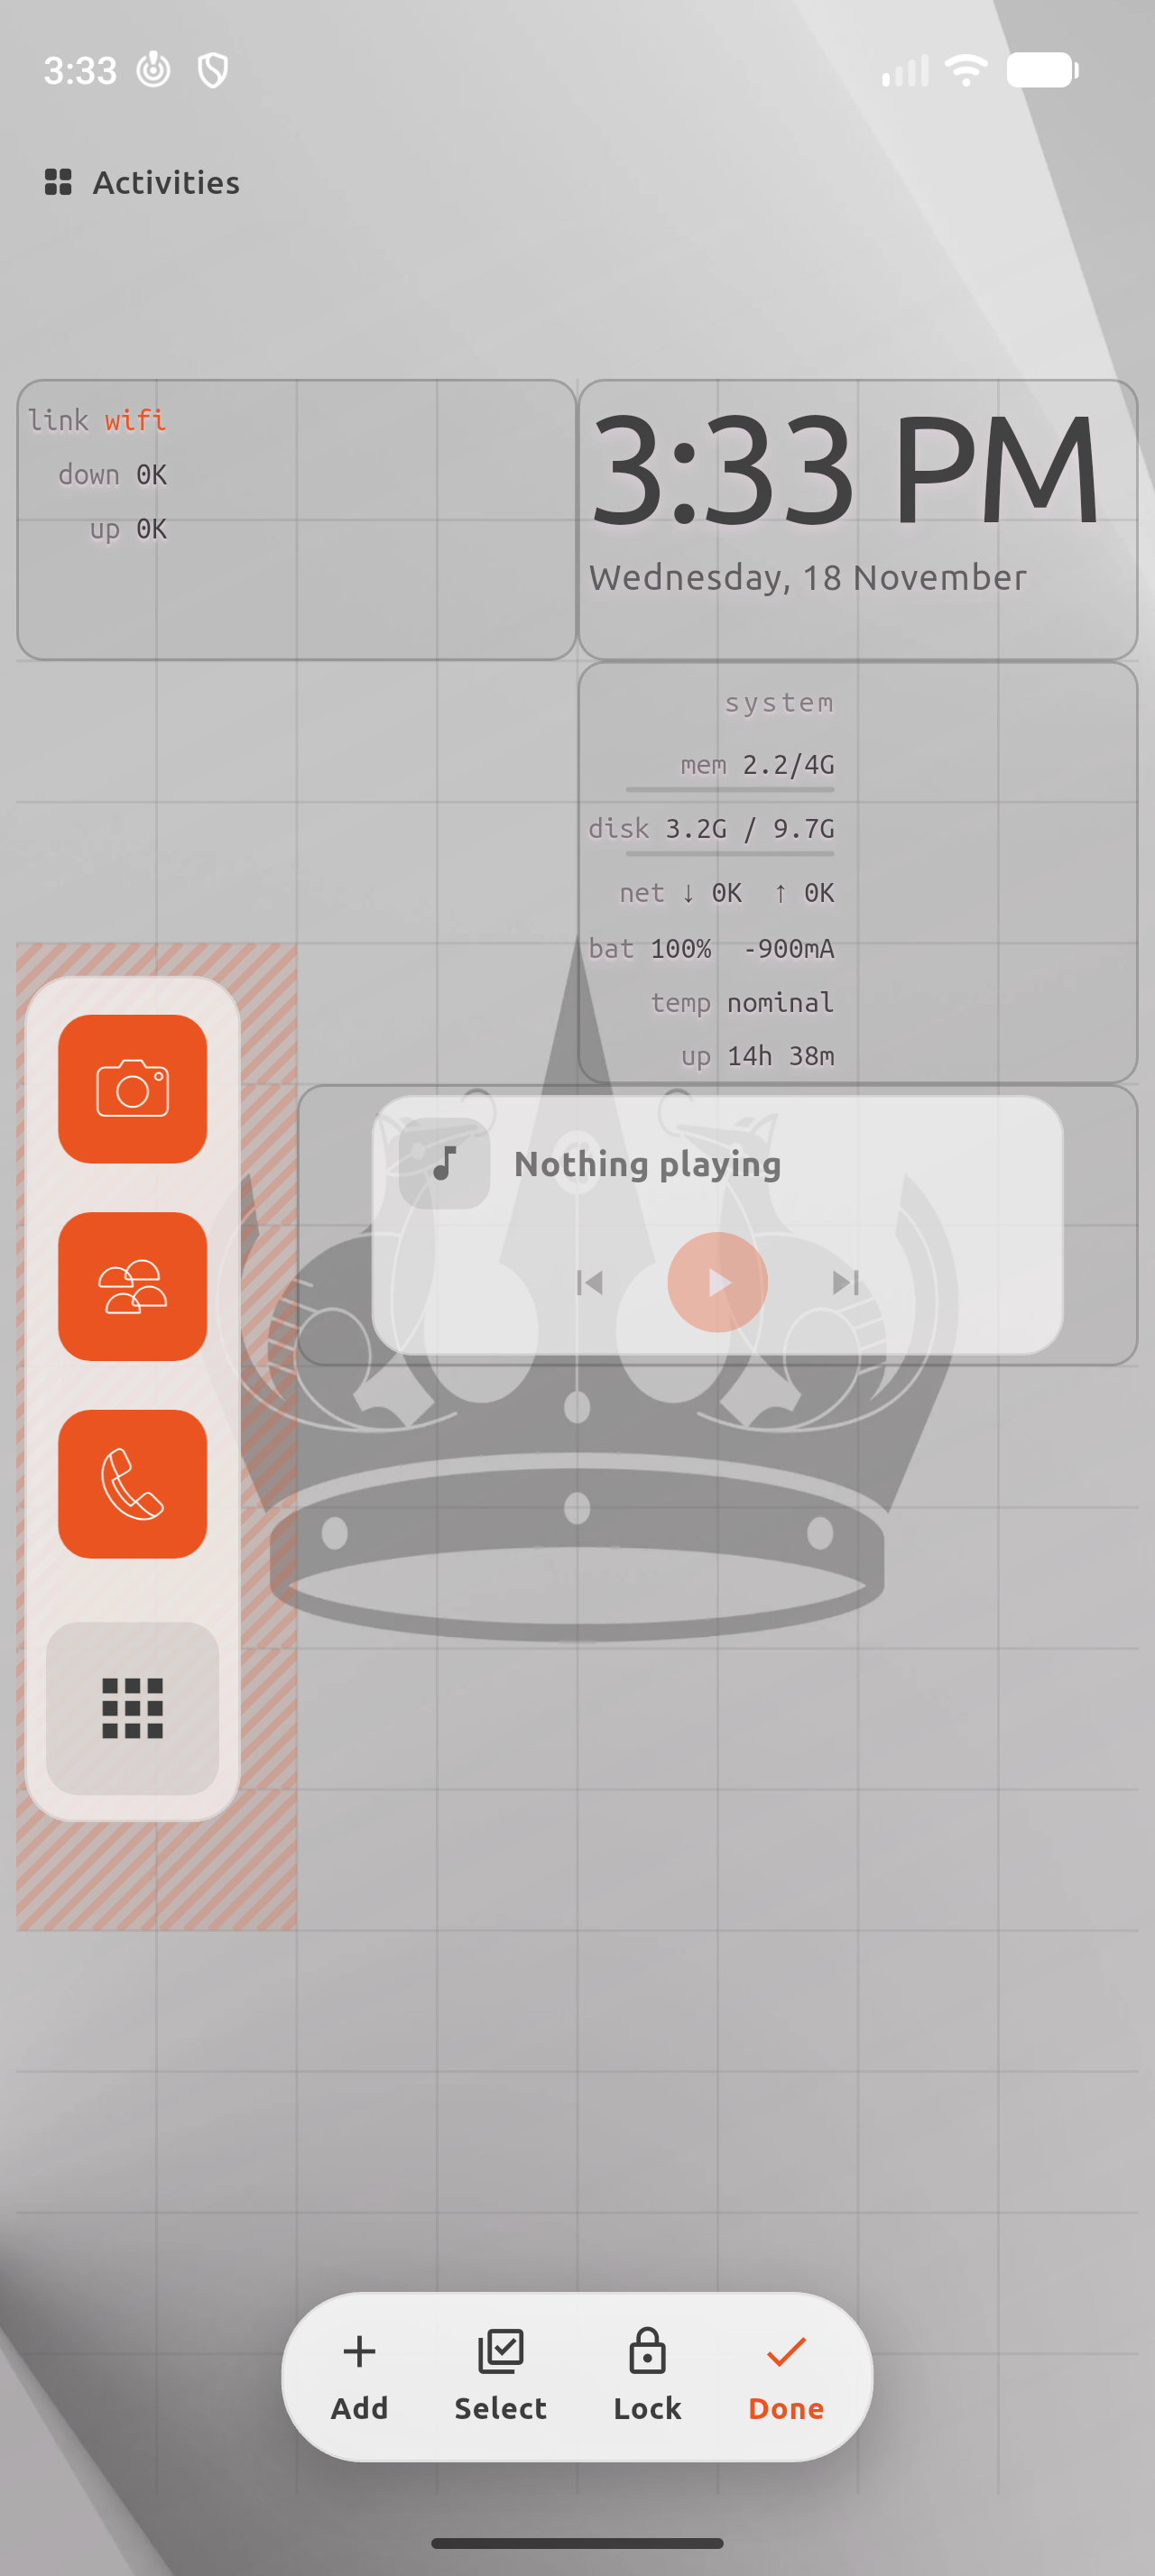 3:33
Activities
link wifi
down 0K
up 0K
3:33 PM
Wednesday, 18 November
system
mem 2.2/4G
disk 3.2G / 9.7G
net ↓ 0K ↑ 0K
bat 100% -900mA
temp nominal
up 14h 38m
Nothing playing
Add
Select
Lock
Done